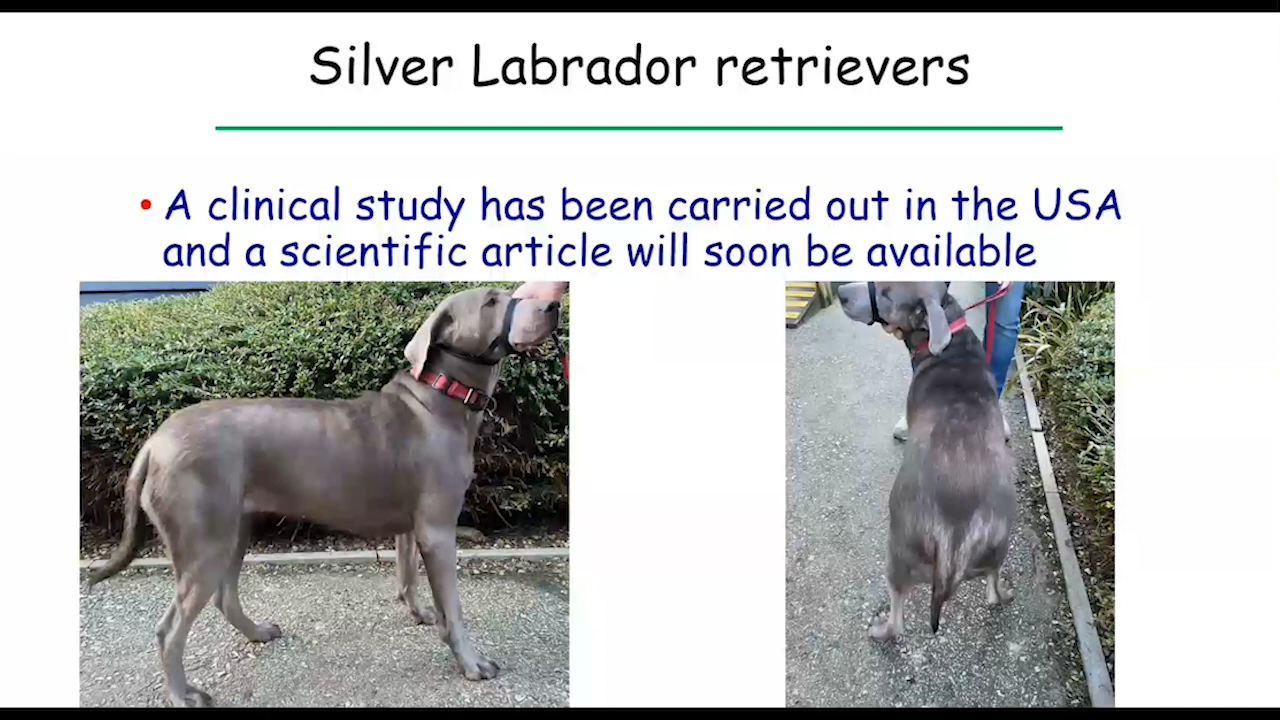 Silver Labrador retrievers
• A clinical study has been carried out in the USA
and a scientific article will soon be available